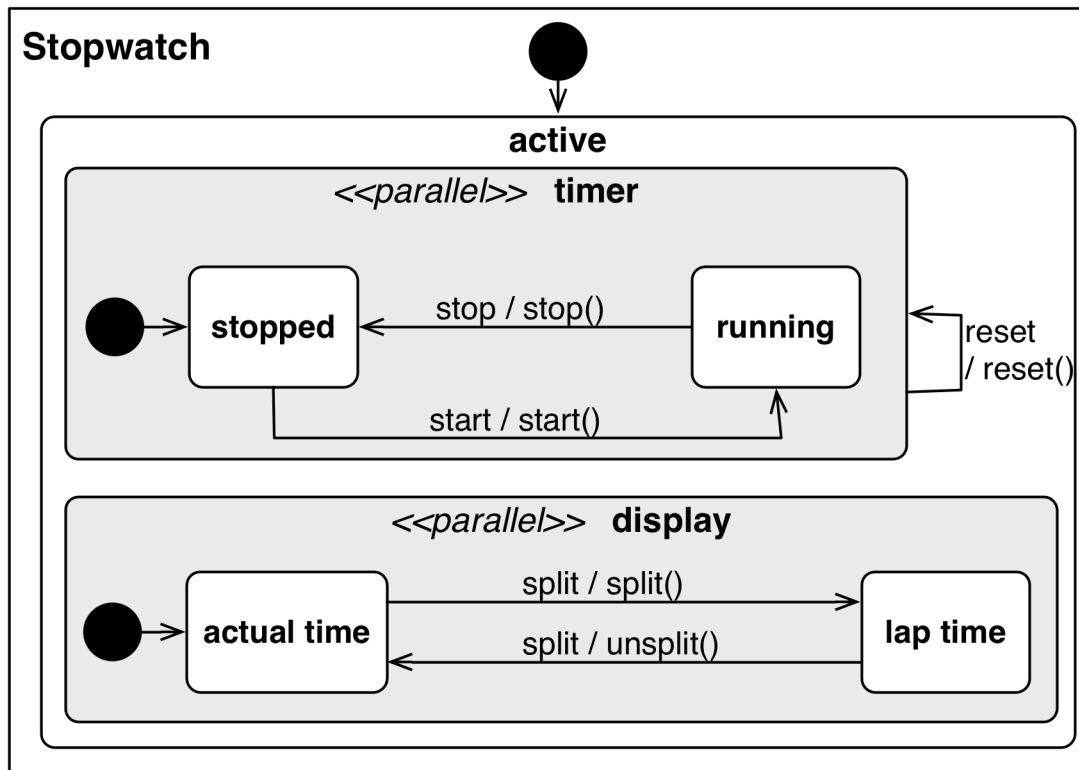 Stopwatch
active
<<parallel>> timer
stopped
stop / stop()
running
reset
/ reset()
start / start()
<<parallel>> display
actual time
split / split()
split / unsplit()
lap time